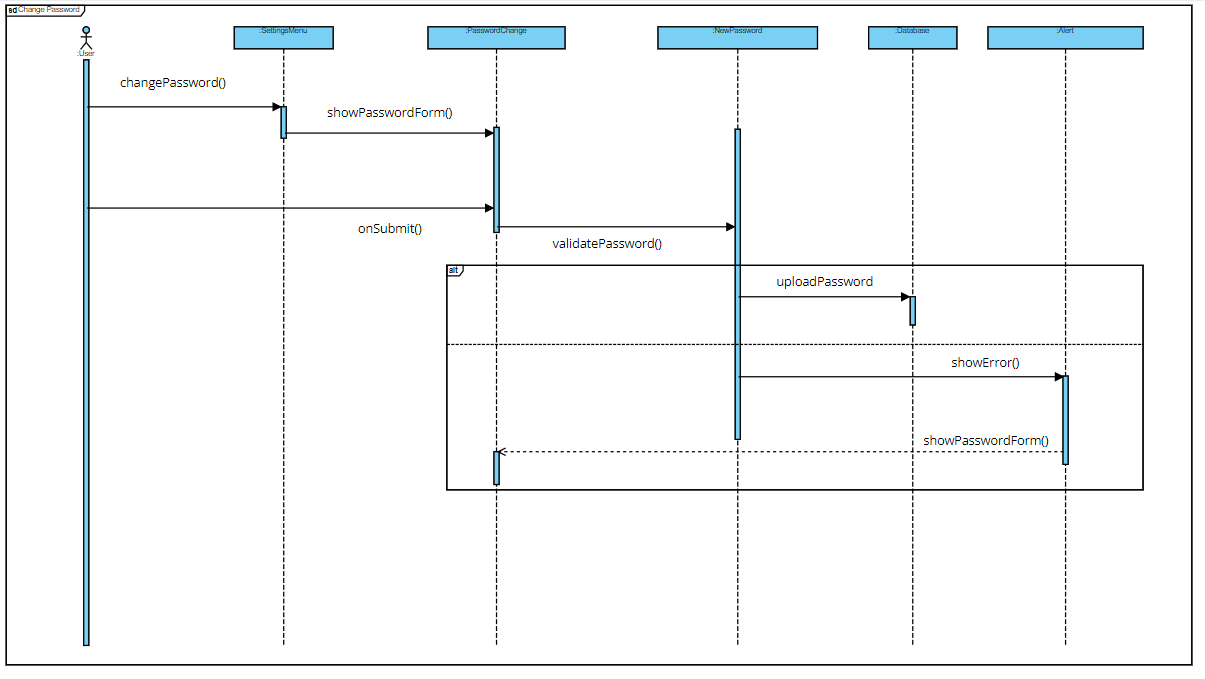 sd Change Password
:User
:SettingsMenu
:PasswordChange
:NewPassword
:Database
:Alert
changePassword()
showPasswordForm()
onSubmit()
validatePassword()
alt
uploadPassword
showError()
showPasswordForm()